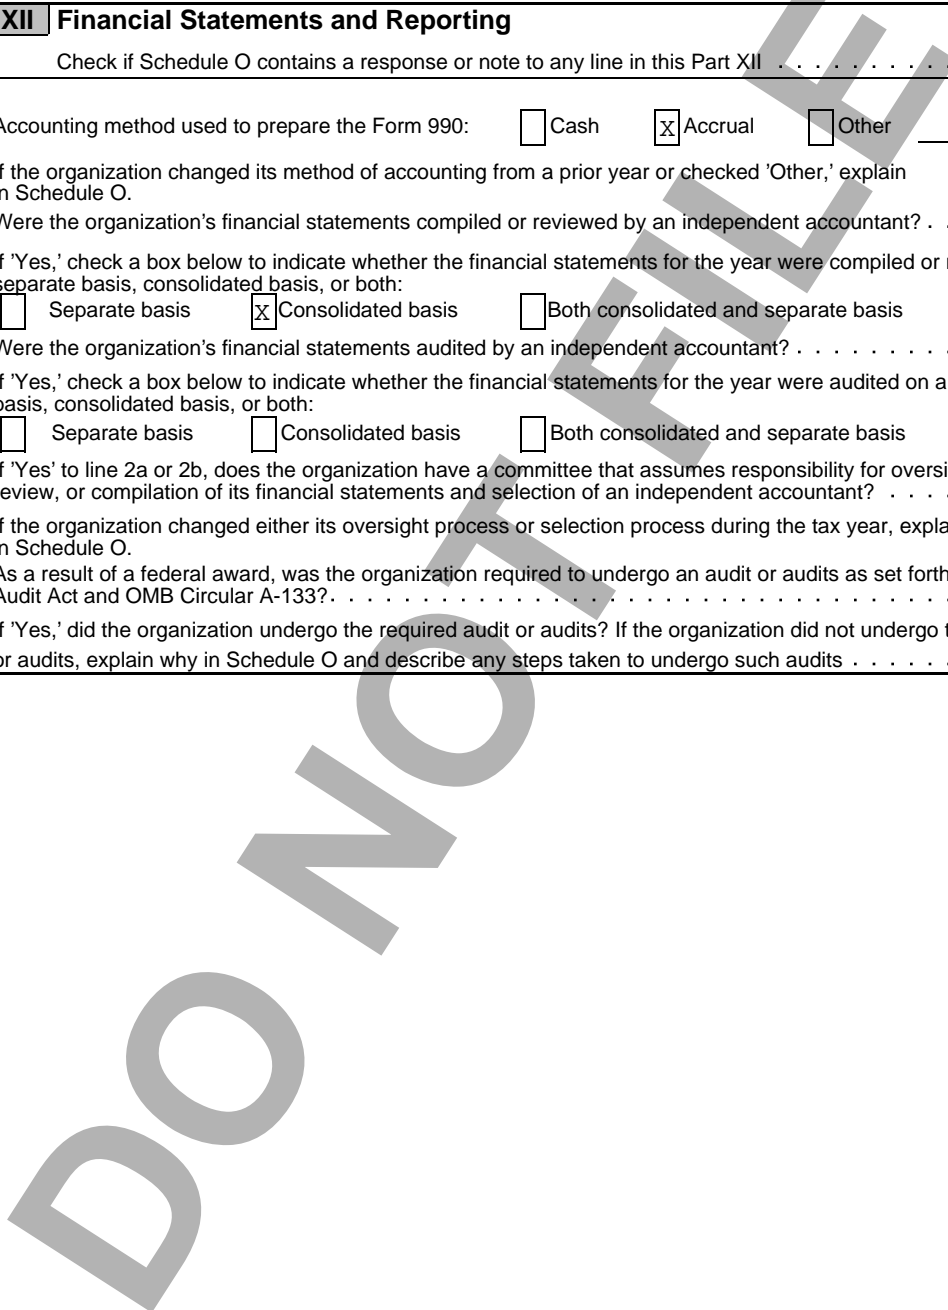 XII Financial Statements and Reporting
Check if Schedule O contains a response or note to any line in this Part XII . . . . . . . . . .
Accounting method used to prepare the Form 990: Cash X Accrual Other
f the organization changed its method of accounting from a prior year or checked 'Other,' explain
n Schedule O.
Were the organization's financial statements compiled or reviewed by an independent accountant? . .
f 'Yes,' check a box below to indicate whether the financial statements for the year were compiled or
separate basis, consolidated basis, or both:
Separate basis X Consolidated basis Both consolidated and separate basis
Were the organization's financial statements audited by an independent accountant? . . . . . . . . .
f 'Yes,' check a box below to indicate whether the financial statements for the year were audited on a
basis, consolidated basis, or both:
Separate basis Consolidated basis Both consolidated and separate basis
f 'Yes' to line 2a or 2b, does the organization have a committee that assumes responsibility for oversi
eview, or compilation of its financial statements and selection of an independent accountant? . . . .
f the organization changed either its oversight process or selection process during the tax year, expla
n Schedule O.
As a result of a federal award, was the organization required to undergo an audit or audits as set forth
Audit Act and OMB Circular A-133? . . . . . . . . . . . . . . . . . . . . . . . . . . . . . . . . . .
f 'Yes,' did the organization undergo the required audit or audits? If the organization did not undergo t
or audits, explain why in Schedule O and describe any steps taken to undergo such audits . . . . . .
DO NOT FILE